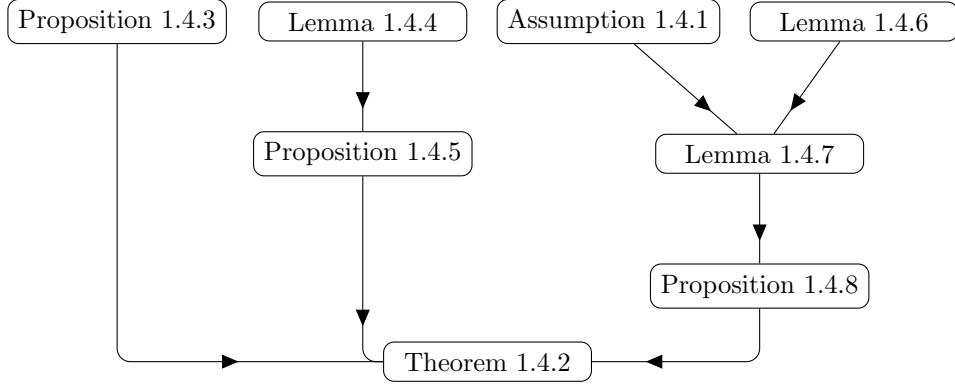 Proposition 1.4.3
Lemma 1.4.4
Assumption 1.4.1
Lemma 1.4.6
Proposition 1.4.5
Lemma 1.4.7
Proposition 1.4.8
Theorem 1.4.2